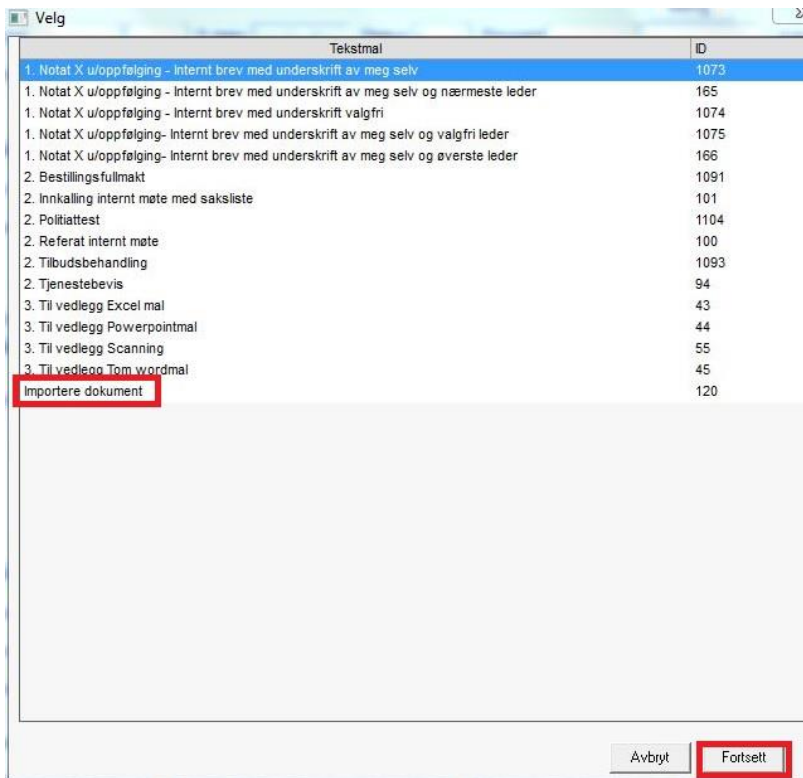 Velg
Tekstmal ID
1. Notat X u/oppfølging - Internt brev med underskrift av meg selv 1073
1. Notat X u/oppfølging - Internt brev med underskrift av meg selv og nærmeste leder 165
1. Notat X u/oppfølging - Internt brev med underskrift valgfri 1074
1. Notat X u/oppfølging- Internt brev med underskrift av meg selv og valgfri leder 1075
1. Notat X u/oppfølging- Internt brev med underskrift av meg selv og øverste leder 166
2. Bestillingsfullmakt 1091
2. Innkalling internt møte med saksliste 101
2. Politiattest 1104
2. Referat internt møte 100
2. Tilbudsbehandling 1093
2. Tjenestebevis 94
3. Til vedlegg Excel mal 43
3. Til vedlegg Powerpointmal 44
3. Til vedlegg Scanning 55
3. Til vedlegg Tom wordmal 45
Importere dokument 120
Avbryt Fortsett